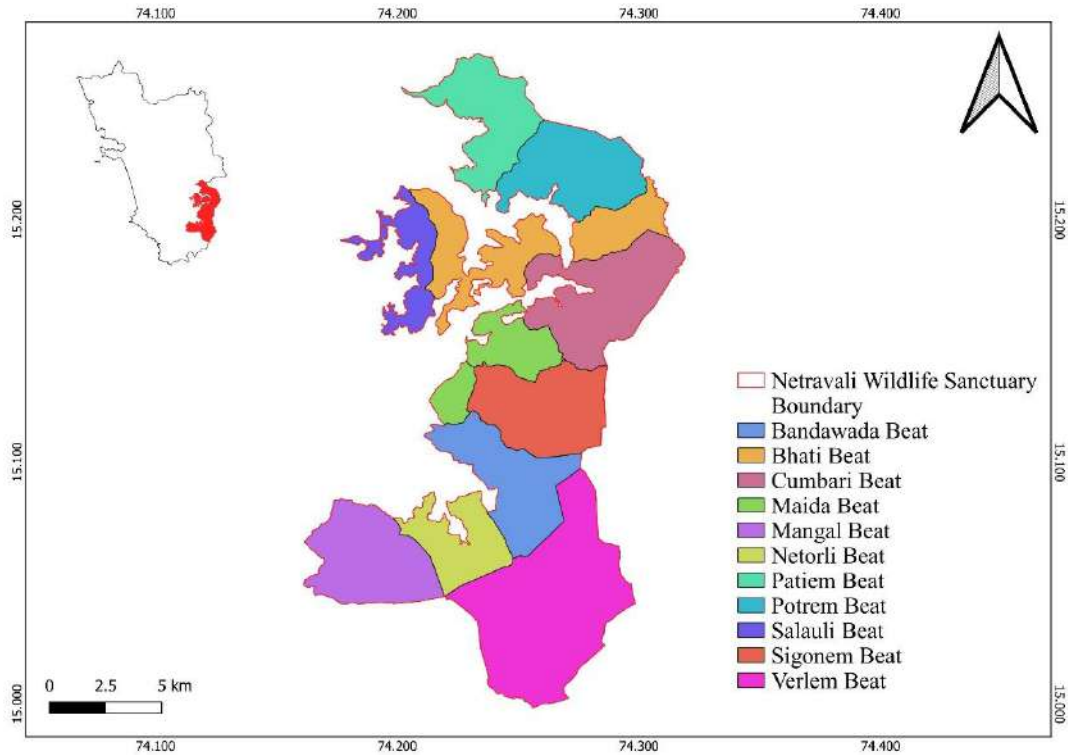 74.100 74.200 74.300 74.400
15.200 15.200
15.100 15.100
15.000 15.000
Netravali Wildlife Sanctuary
Boundary
Bandawada Beat
Bhati Beat
Cumbari Beat
Maida Beat
Mangal Beat
Netorli Beat
Patiem Beat
Potrem Beat
Salauli Beat
Sigonem Beat
Verlem Beat
0 2.5 5 km
74.100 74.200 74.300 74.400